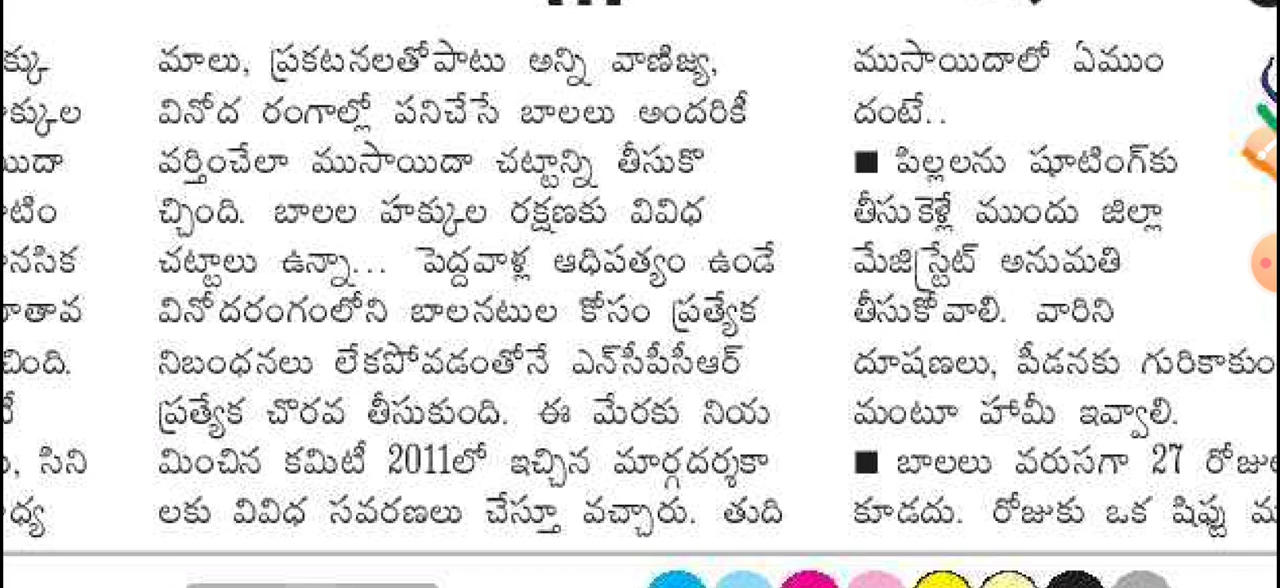 క్కు
క్కుల
యిదా
టిం
నసిక
తావ
చింది.
సిని
ధ్య
మాలు, ప్రకటనలతోపాటు అన్ని వాణిజ్య,
వినోద రంగాల్లో పనిచేసే బాలలు అందరికీ
వర్తించేలా ముసాయిదా చట్టాన్ని తీసుకొ
చ్చింది. బాలల హక్కుల రక్షణకు వివిధ
చట్టాలు ఉన్నా... పెద్దవాళ్ల ఆధిపత్యం ఉండే
వినోదరంగంలోని బాలనటుల కోసం ప్రత్యేక
నిబంధనలు లేకపోవడంతోనే ఎన్‌సీపీసీఆర్
ప్రత్యేక చొరవ తీసుకుంది. ఈ మేరకు నియ
మించిన కమిటీ 2011లో ఇచ్చిన మార్గదర్శకా
లకు వివిధ సవరణలు చేస్తూ వచ్చారు. తుది
ముసాయిదాలో ఏముం
దంటే..
■ పిల్లలను షూటింగ్‌కు
తీసుకెళ్లే ముందు జిల్లా
మేజిస్ట్రేట్ అనుమతి
తీసుకోవాలి. వారిని
దూషణలు, పీడనకు గురికాకుం
మంటూ హామీ ఇవ్వాలి.
■ బాలలు వరుసగా 27 రోజు
కూడదు. రోజుకు ఒక షిఫ్టు